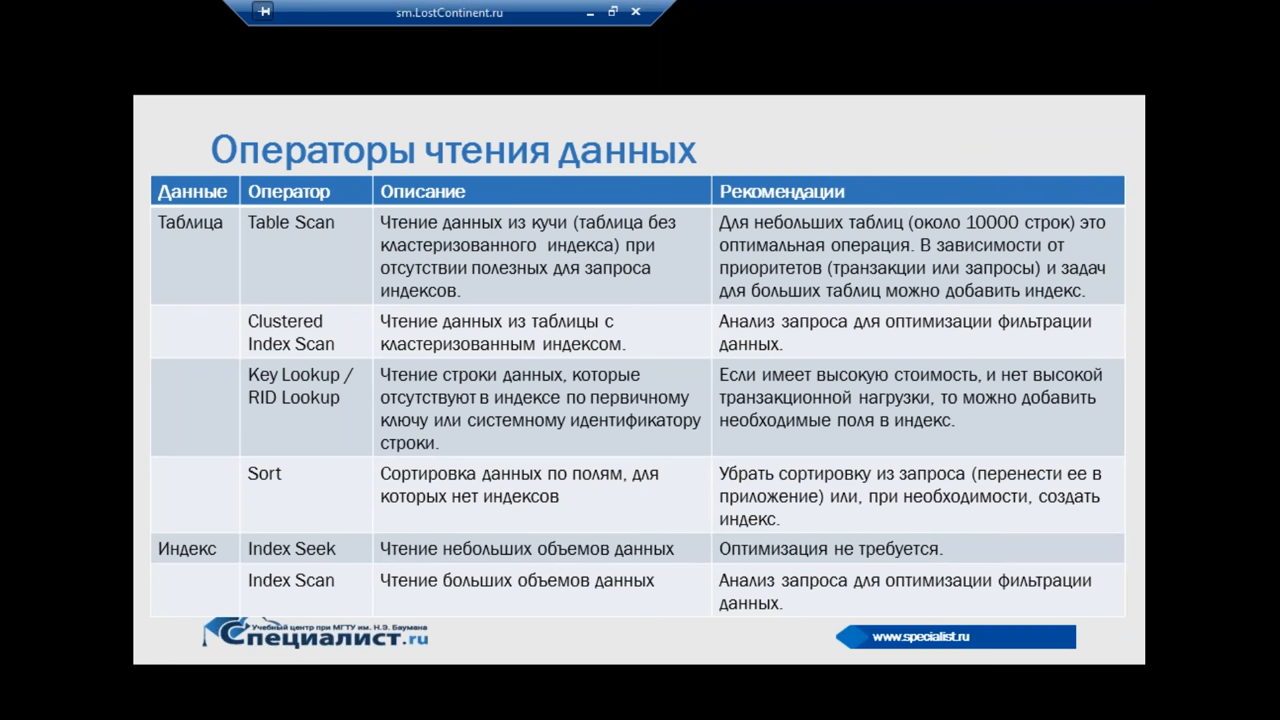 sm.LostContinent.ru
Операторы чтения данных
Данные Оператор Описание Рекомендации
Таблица
Table Scan
Чтение данных из кучи (таблица без
кластеризованного индекса) при
отсутствии полезных для запроса
индексов.
Для небольших таблиц (около 10000 строк) это
оптимальная операция. В зависимости от
приоритетов (транзакции или запросы) и задач
для больших таблиц можно добавить индекс.
Clustered
Index Scan
Чтение данных из таблицы с
кластеризованным индексом.
Анализ запроса для оптимизации фильтрации
данных.
Key Lookup /
RID Lookup
Чтение строки данных, которые
отсутствуют в индексе по первичному
ключу или системному идентификатору
строки.
Если имеет высокую стоимость, и нет высокой
транзакционной нагрузки, то можно добавить
необходимые поля в индекс.
Sort
Сортировка данных по полям, для
которых нет индексов
Убрать сортировку из запроса (перенести ее в
приложение) или, при необходимости, создать
индекс.
Индекс
Index Seek
Чтение небольших объемов данных
Оптимизация не требуется.
Index Scan
Чтение больших объемов данных
Анализ запроса для оптимизации фильтрации
данных.
Учебный центр при МГТУ им. Н.Э. Баумана
Специалист.ru
www.specialist.ru